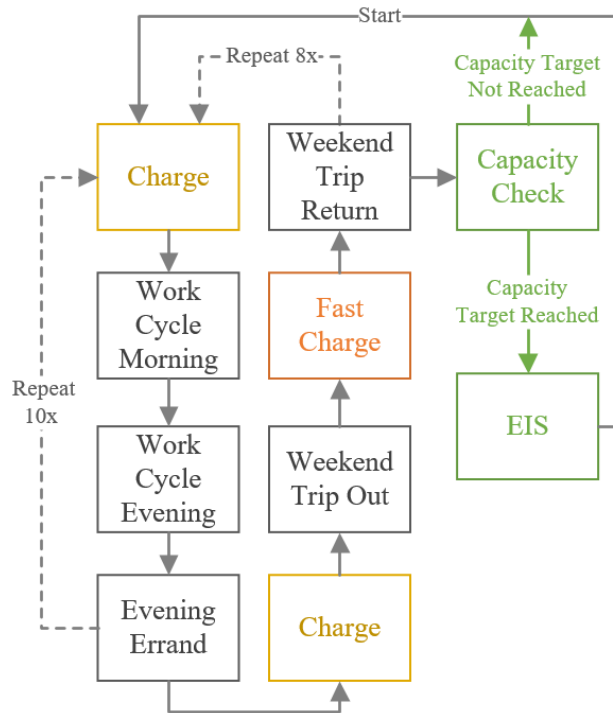 Start
Repeat 8x
Capacity Target
Not Reached
Charge
Weekend
Trip
Return
Capacity
Check
Work
Cycle
Morning
Fast
Charge
Capacity
Target Reached
Repeat
10x
Work
Cycle
Evening
Weekend
Trip Out
EIS
Evening
Errand
Charge